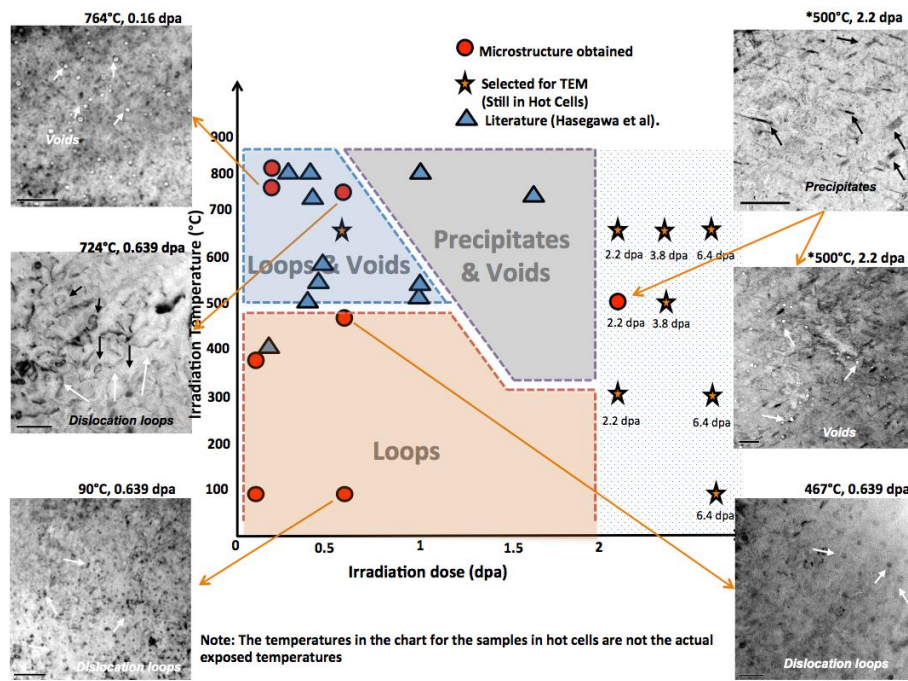 764°C, 0.16 dpa
Voids
724°C, 0.639 dpa
Dislocation loops
90°C, 0.639 dpa
Dislocation loops
Microstructure obtained
Selected for TEM
(Still in Hot Cells)
Literature (Hasegawa et al).
Irradiation Temperature (°C)
900
800
700
600
500
400
300
200
100
0
0.5
1
1.5
2
Irradiation dose (dpa)
Loops & Voids
Precipitates
& Voids
Loops
2.2 dpa
3.8 dpa
6.4 dpa
2.2 dpa
3.8 dpa
2.2 dpa
6.4 dpa
6.4 dpa
*500°C, 2.2 dpa
Precipitates
*500°C, 2.2 dpa
Voids
467°C, 0.639 dpa
Dislocation loops
Note: The temperatures in the chart for the samples in hot cells are not the actual
exposed temperatures